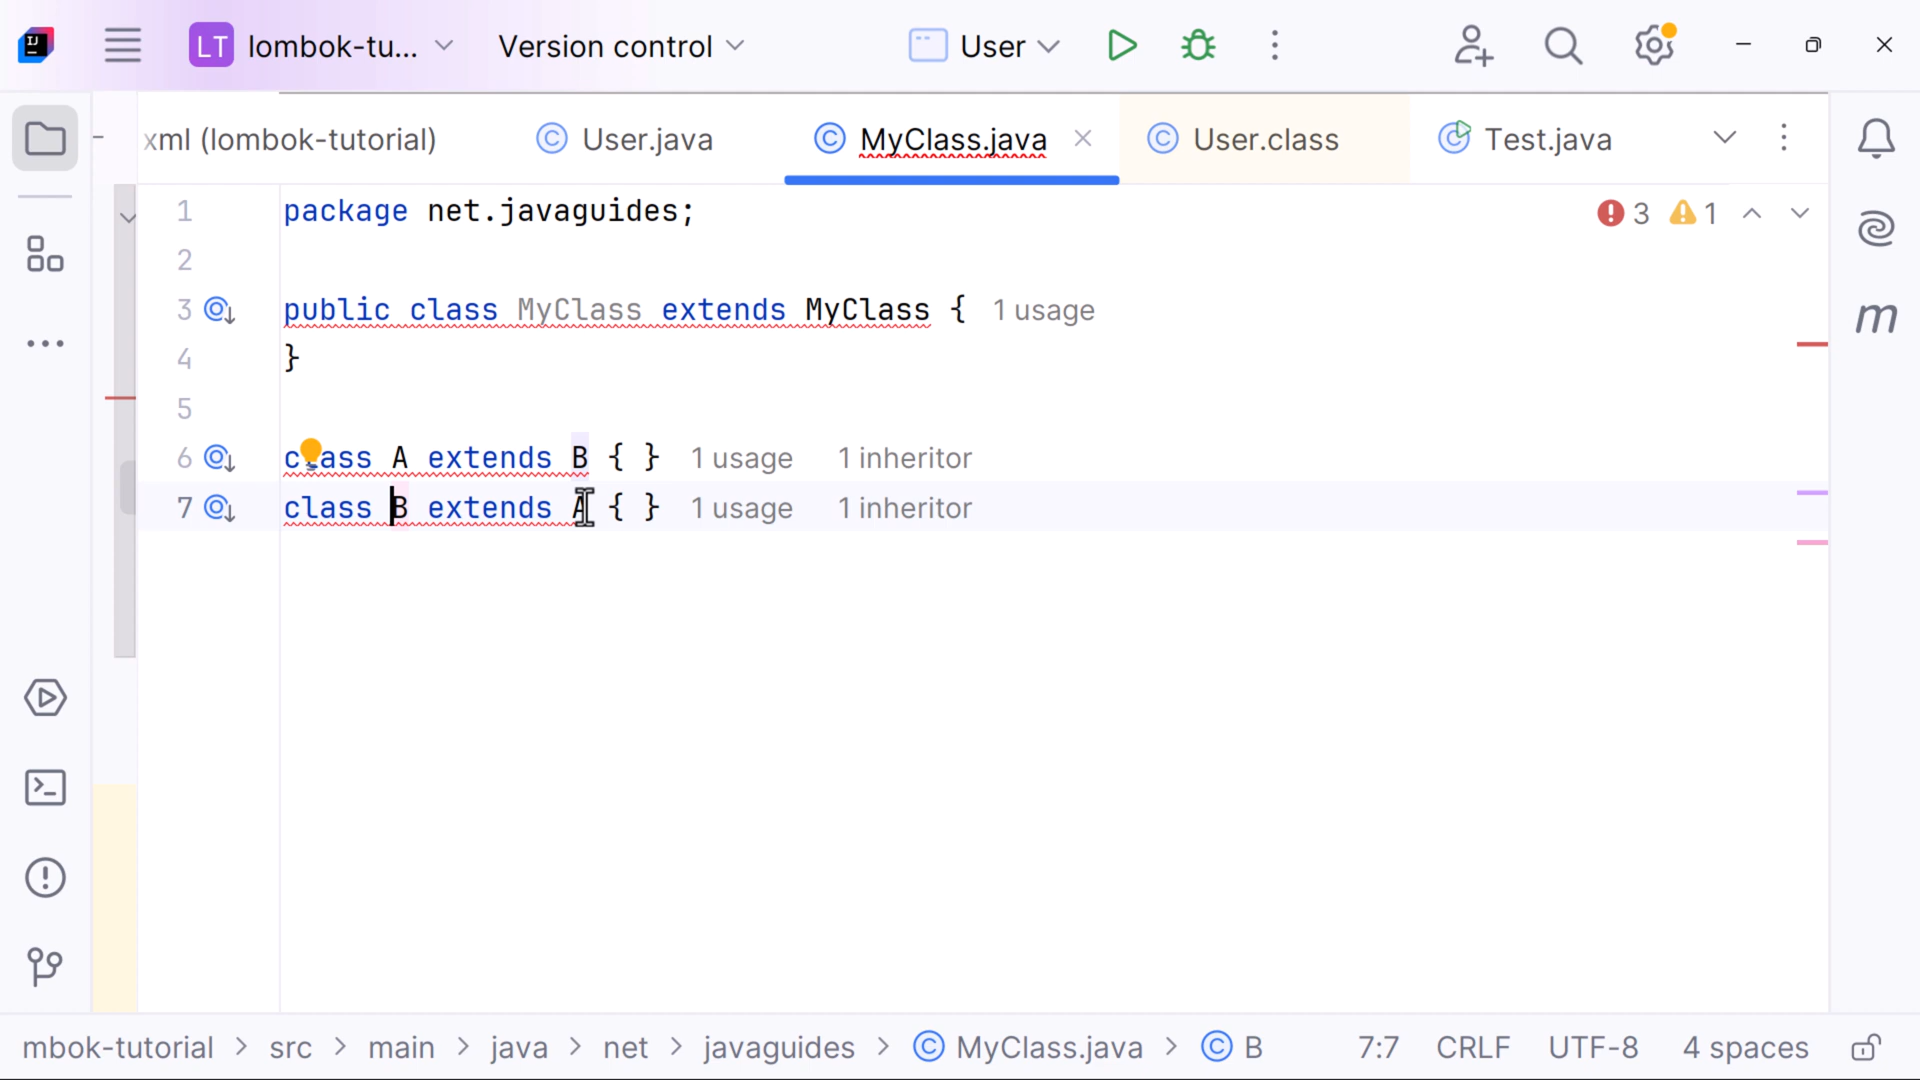 LT lombok-tu... Version control User
xml (lombok-tutorial) User.java MyClass.java User.class Test.java
1 package net.javaguides; 3 1
2
3 public class MyClass extends MyClass { 1 usage
4 }
5
6 class A extends B { } 1 usage 1 inheritor
7 class B extends A { } 1 usage 1 inheritor
m
mbok-tutorial > src > main > java > net > javaguides > MyClass.java > B 7:7 CRLF UTF-8 4 spaces